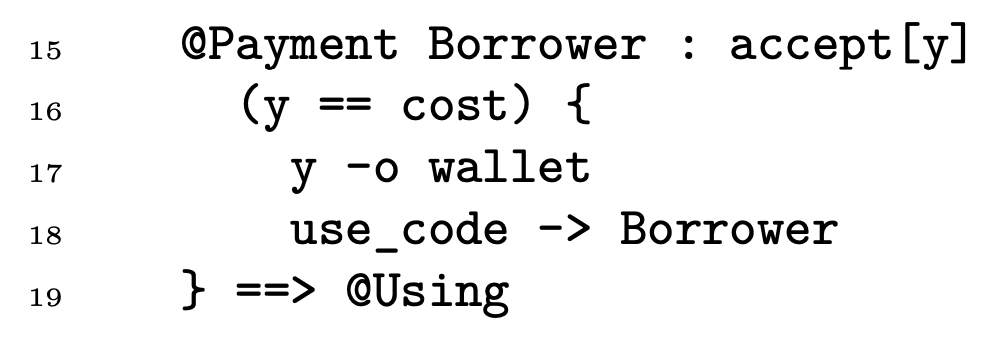 15 @Payment Borrower : accept[y]
16 (y == cost) {
17 y -o wallet
18 use_code -> Borrower
19 } ==> @Using